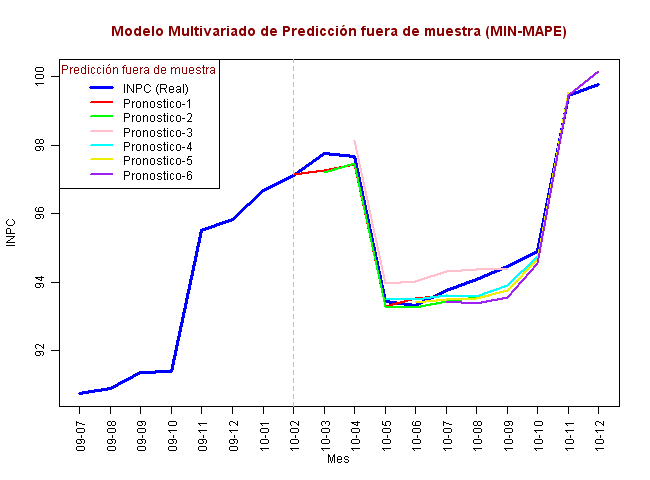 Modelo Multivariado de Predicción fuera de muestra (MIN-MAPE)
Predicción fuera de muestra
INPC (Real)
Pronostico-1
Pronostico-2
Pronostico-3
Pronostico-4
Pronostico-5
Pronostico-6
INPC
100
98
96
94
92
09-07
09-08
09-09
09-10
09-11
09-12
10-01
10-02
10-03
10-04
10-05
10-06
10-07
10-08
10-09
10-10
10-11
10-12
Mes